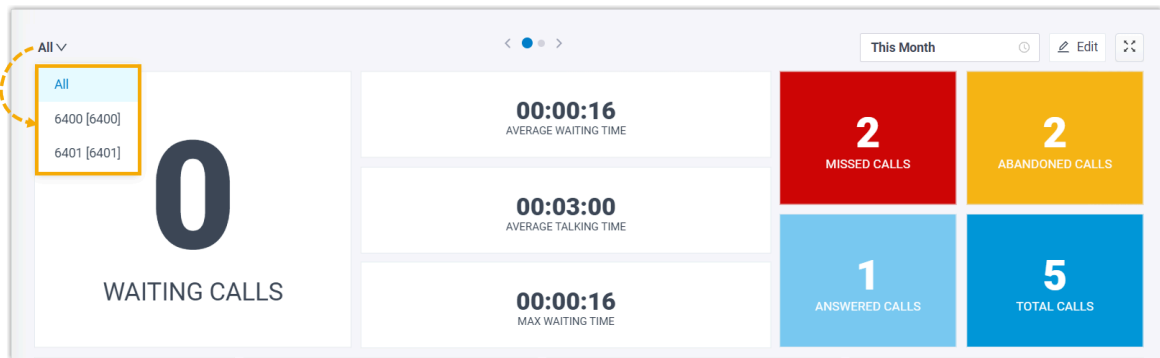 All
This Month
Edit
All
6400 [6400]
6401 [6401]
0
WAITING CALLS
00:00:16
AVERAGE WAITING TIME
00:03:00
AVERAGE TALKING TIME
00:00:16
MAX WAITING TIME
2
MISSED CALLS
2
ABANDONED CALLS
1
ANSWERED CALLS
5
TOTAL CALLS